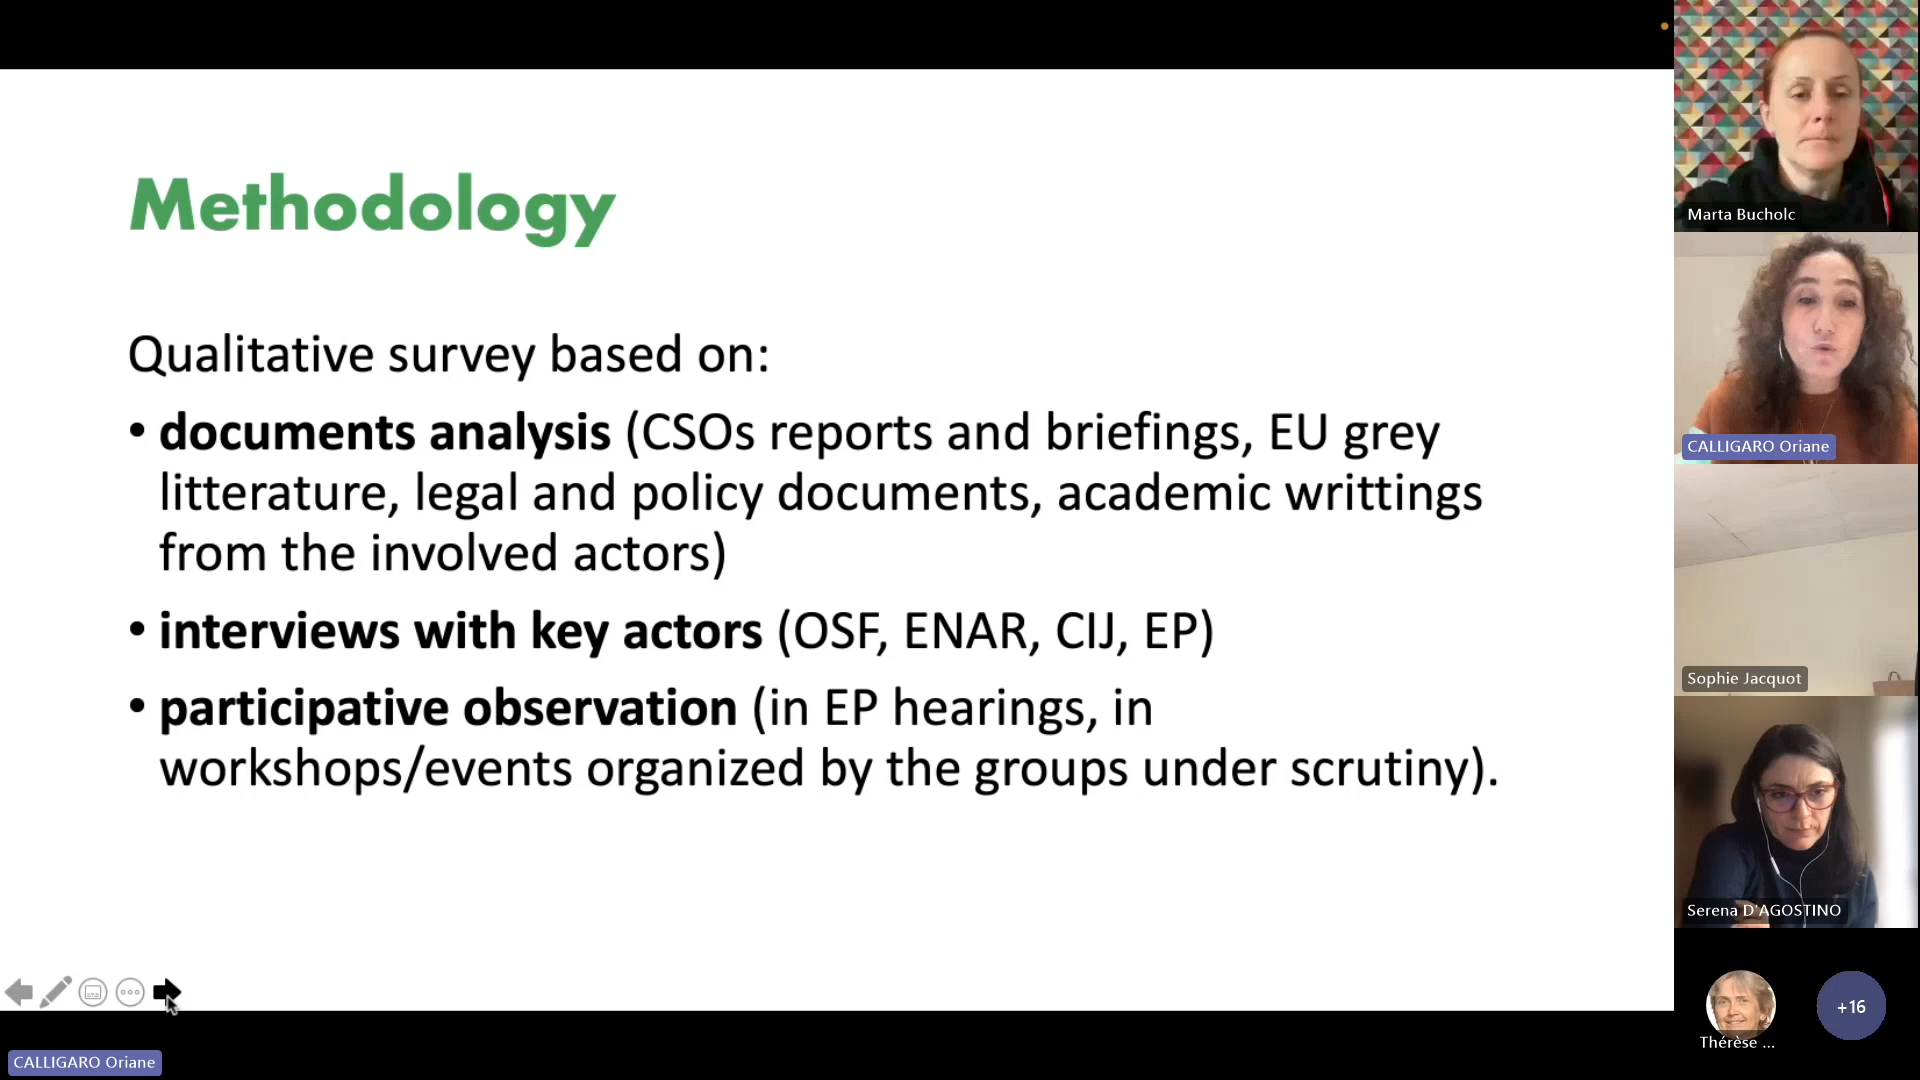 Methodology
Qualitative survey based on:
• documents analysis (CSOs reports and briefings, EU grey
litterature, legal and policy documents, academic writtings
from the involved actors)
• interviews with key actors (OSF, ENAR, CIJ, EP)
• participative observation (in EP hearings, in
workshops/events organized by the groups under scrutiny).
CALLIGARO Oriane
Marta Bucholc
CALLIGARO Oriane
Sophie Jacquot
Serena D'AGOSTINO
Thérèse ...
+16